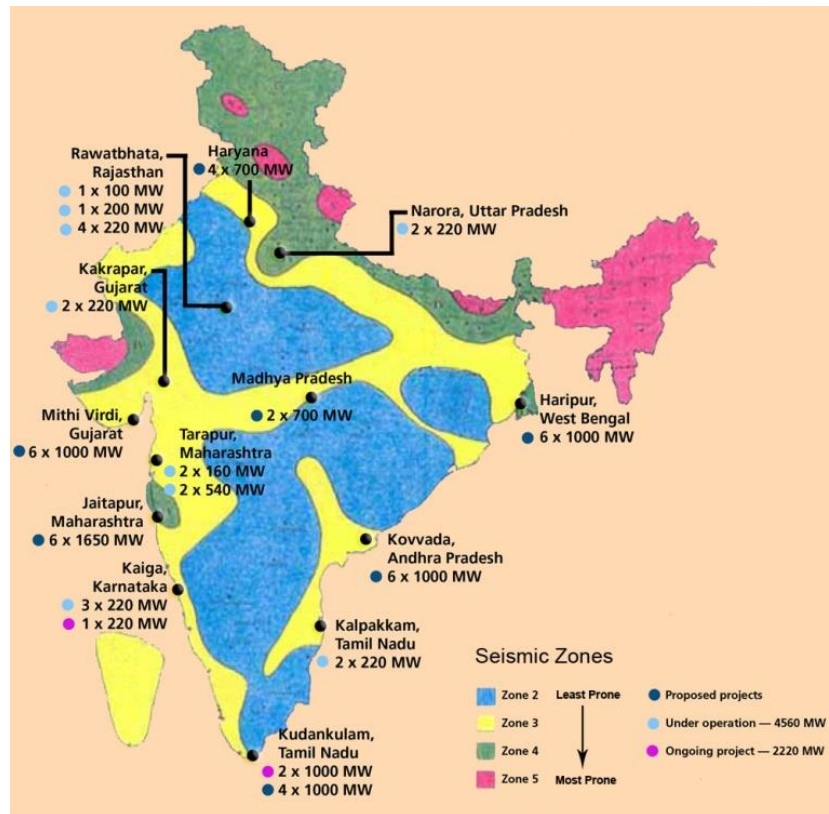 Rawatbhata,
Rajasthan
1 x 100 MW
1 x 200 MW
4 x 220 MW
Haryana
4 x 700 MW
Narora, Uttar Pradesh
2 x 220 MW
Kakrapar,
Gujarat
2 x 220 MW
Madhya Pradesh
2 x 700 MW
Haripur,
West Bengal
6 x 1000 MW
Mithi Virdi,
Gujarat
6 x 1000 MW
Tarapur,
Maharashtra
2 x 160 MW
2 x 540 MW
Jaitapur,
Maharashtra
6 x 1650 MW
Kovvada,
Andhra Pradesh
6 x 1000 MW
Kaiga,
Karnataka
3 x 220 MW
1 x 220 MW
Kalpakkam,
Tamil Nadu
2 x 220 MW
Kudankulam,
Tamil Nadu
2 x 1000 MW
4 x 1000 MW
Seismic Zones
Zone 2 Least Prone
Zone 3
Zone 4
Zone 5 Most Prone
Proposed projects
Under operation — 4560 MW
Ongoing project — 2220 MW